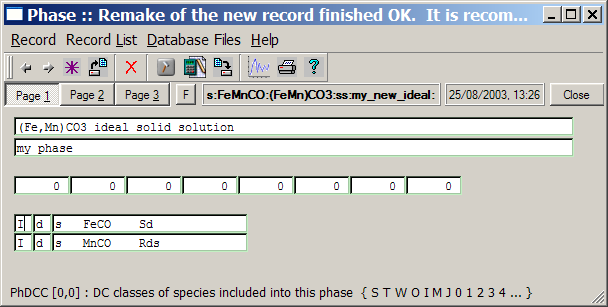 Phase :: Remake of the new record finished OK. It is recom...
Record Record List Database Files Help
Page 1 Page 2 Page 3 F s:FeMnCO:(FeMn)CO3:ss:my_new_ideal: 25/08/2003, 13:26 Close
(Fe,Mn)CO3 ideal solid solution
my phase
0 0 0 0 0 0 0 0
I d s FeCO Sd
I d s MnCO Rds
PhDCC [0,0] : DC classes of species included into this phase { S T W O I M J 0 1 2 3 4 ... }